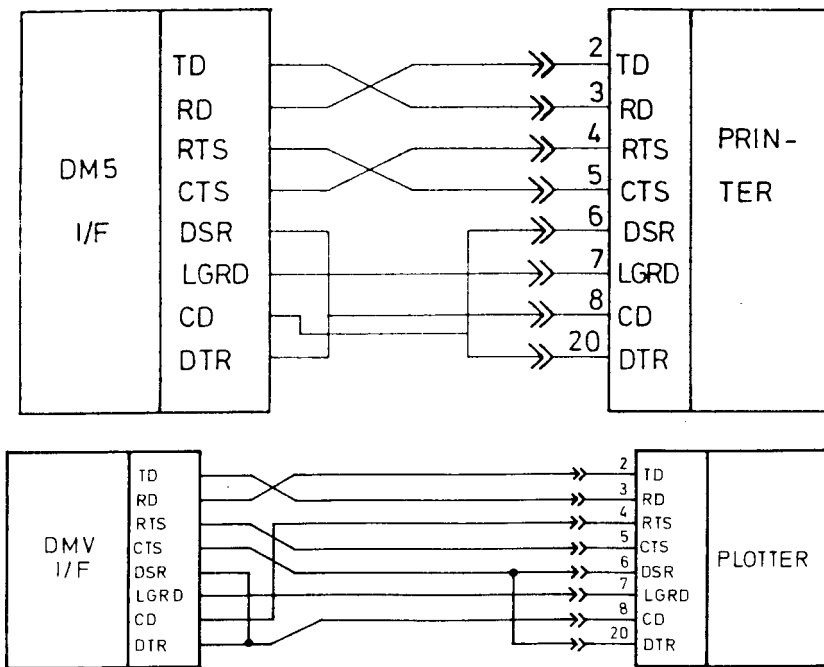 TD 2 TD
RD 3 RD
RTS 4 RTS PRIN-
DM5 CTS 5 CTS TER
I/F DSR 6 DSR
LGRD 7 LGRD
CD 8 CD
DTR 20 DTR
TD 2 TD
RD 3 RD
RTS 4 RTS
DMV CTS 5 CTS
I/F DSR 6 DSR PLOTTER
LGRD 7 LGRD
CD 8 CD
DTR 20 DTR